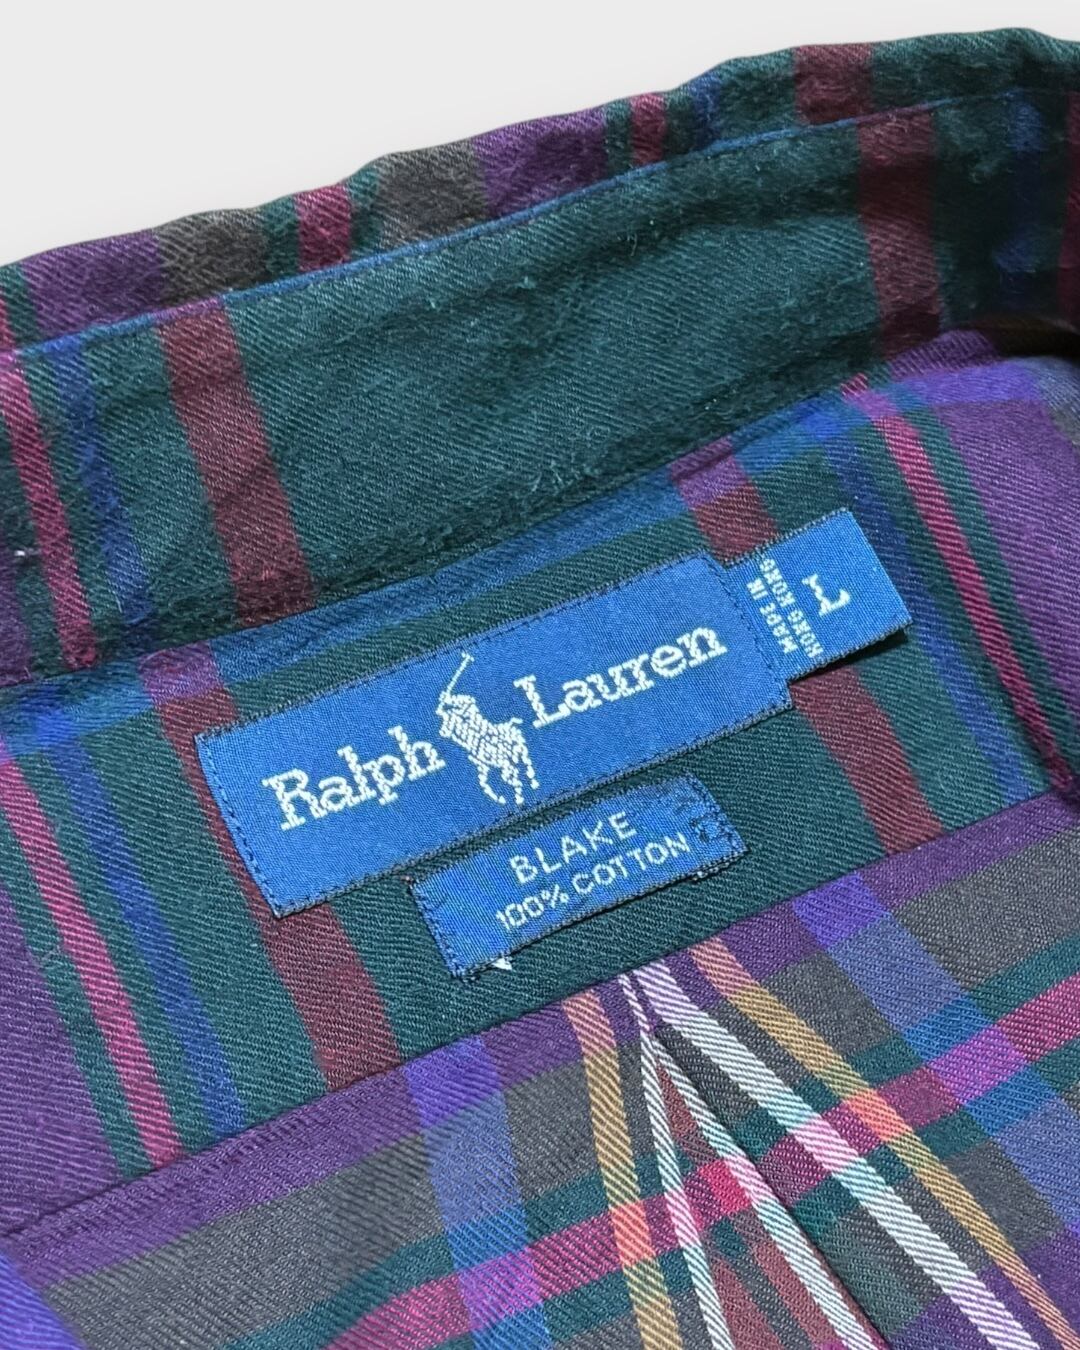 Ralph Lauren
L
MADE IN
HONG KONG
BLAKE
100% COTTON